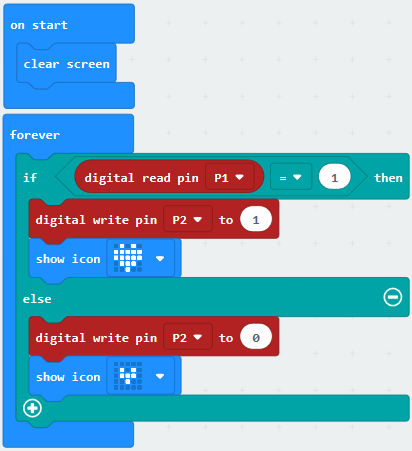 on start
clear screen
forever
if digital read pin P1 = 1 then
digital write pin P2 to 1
show icon
else
digital write pin P2 to 0
show icon